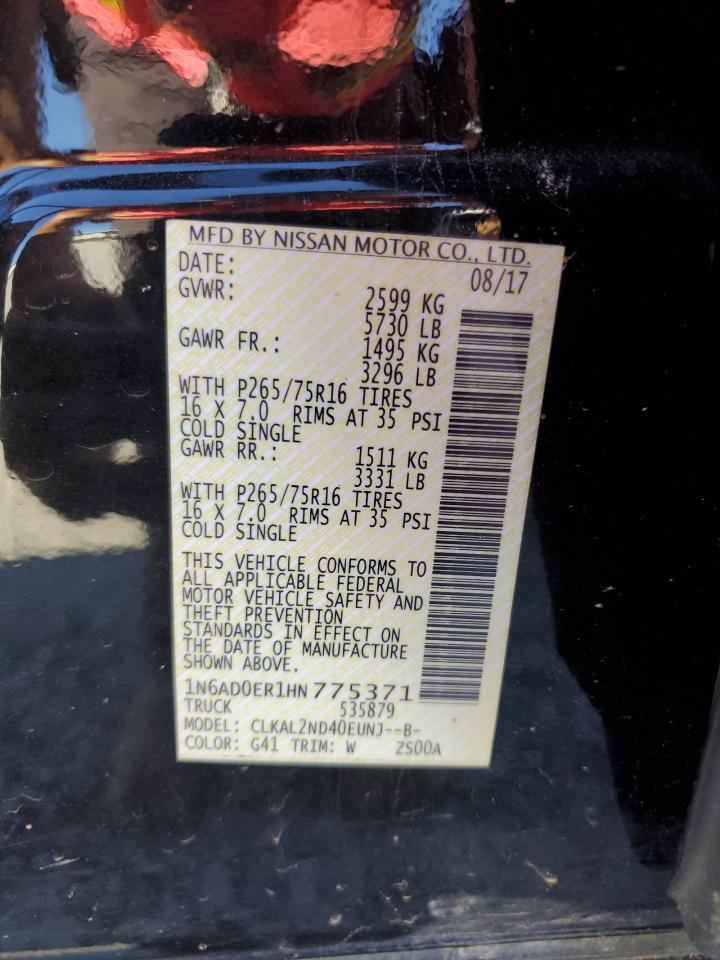 MFD BY NISSAN MOTOR CO., LTD.
DATE: 08/17
GVWR: 2599 KG
5730 LB
GAWR FR.: 1495 KG
3296 LB
WITH P265/75R16 TIRES
16 X 7.0 RIMS AT 35 PSI
COLD SINGLE
GAWR RR.: 1511 KG
3331 LB
WITH P265/75R16 TIRES
16 X 7.0 RIMS AT 35 PSI
COLD SINGLE
THIS VEHICLE CONFORMS TO
ALL APPLICABLE FEDERAL
MOTOR VEHICLE SAFETY AND
THEFT PREVENTION
STANDARDS IN EFFECT ON
THE DATE OF MANUFACTURE
SHOWN ABOVE.
1N6AD0ER1HN775371
TRUCK 535879
MODEL: CLKAL2ND40EUNJ--B-
COLOR: G41 TRIM: W ZS00A